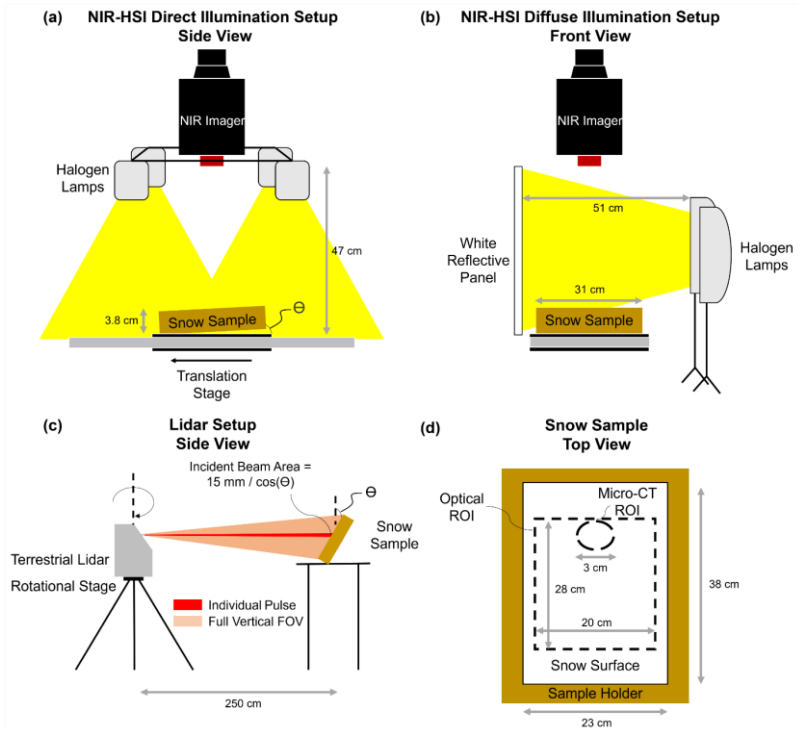 (a)
NIR-HSI Direct Illumination Setup
Side View
NIR Imager
Halogen
Lamps
47 cm
3.8 cm
Snow Sample
Θ
Translation
Stage
(b)
NIR-HSI Diffuse Illumination Setup
Front View
NIR Imager
51 cm
White
Reflective
Panel
Halogen
Lamps
31 cm
Snow Sample
(c)
Lidar Setup
Side View
Incident Beam Area =
15 mm / cos(Θ)
Θ
Snow
Sample
Terrestrial Lidar
Rotational Stage
Individual Pulse
Full Vertical FOV
250 cm
(d)
Snow Sample
Top View
Optical
ROI
Micro-CT
ROI
3 cm
28 cm
38 cm
20 cm
Snow Surface
Sample Holder
23 cm